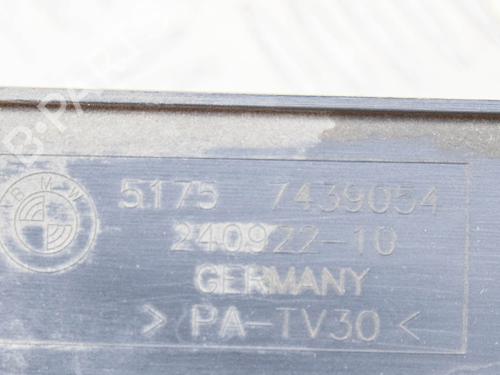 BMW
5175 7439054
240922-10
GERMANY
> PA-TV30 <